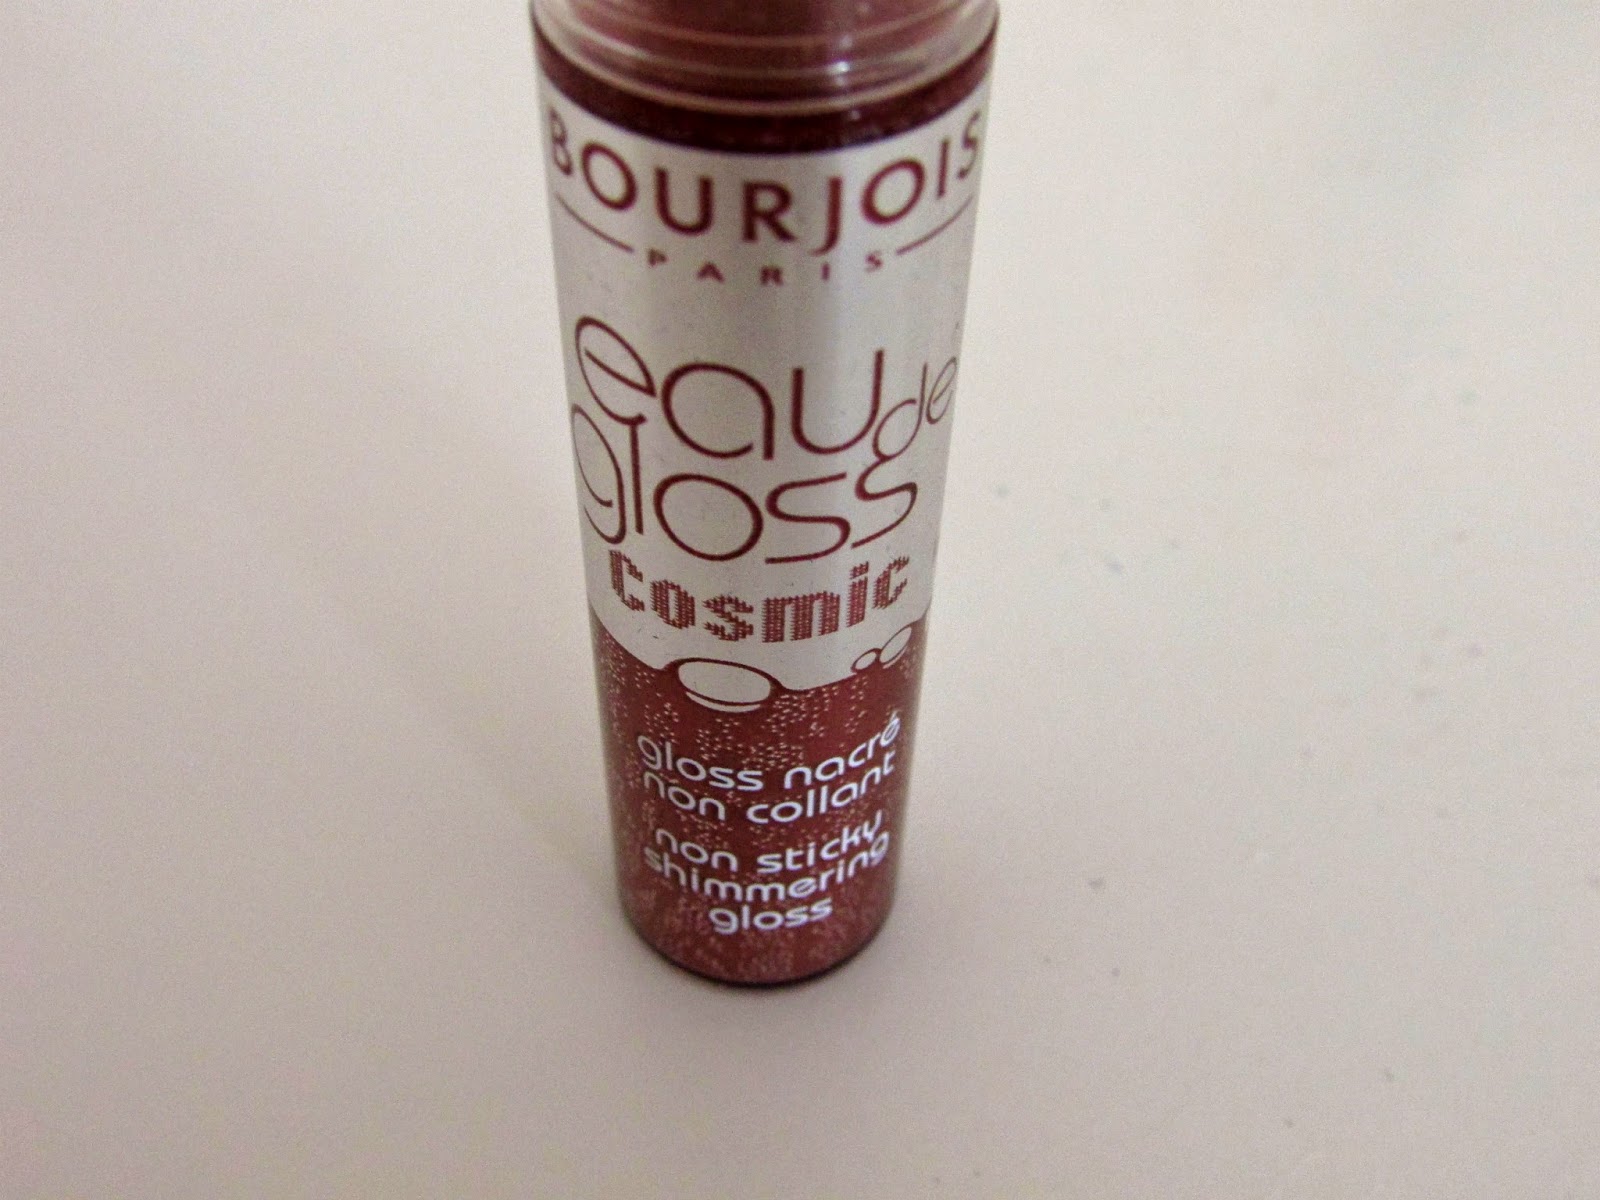 BOURJOIS
PARIS
eau de
gloss
cosmic
gloss nacré
non collant
non sticky
shimmering
gloss